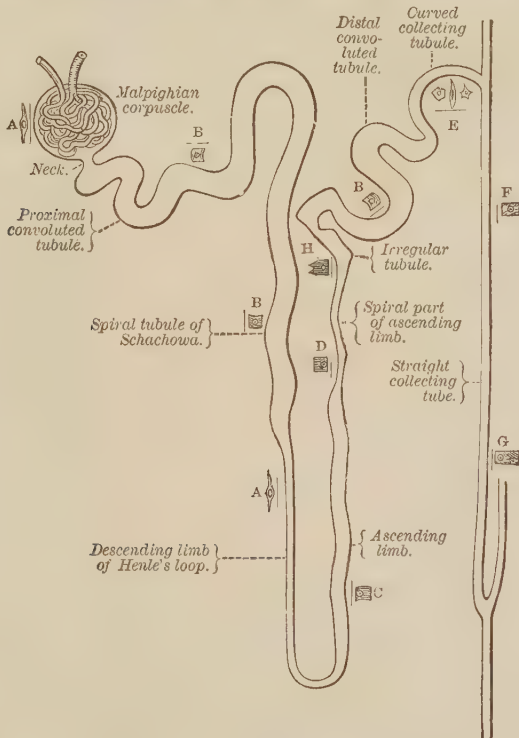 Curved
collecting
tubule.
Distal
convo-
luted
tubule.
Malpighian
corpuscle.
A
B
E
Neck.
B
F
Proximal
convoluted
tubule.
H
Irregular
tubule.
B
Spiral tubule of
Schachowa.
Spiral part
of ascending
limb.
D
Straight
collecting
tube.
G
A
Descending limb
of Henle's loop.
Ascending
limb.
C